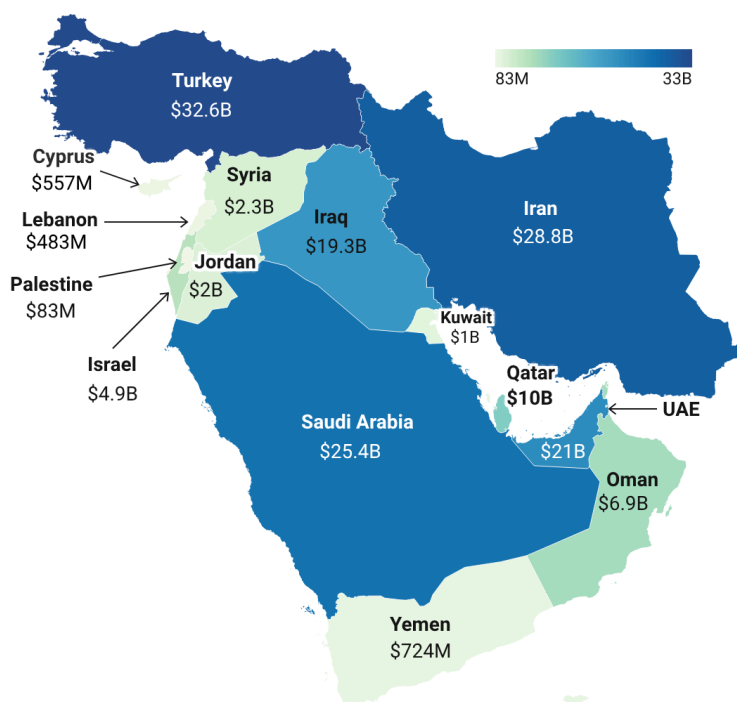 83M
33B
Turkey
$32.6B
Cyprus
$557M
Syria
$2.3B
Lebanon
$483M
Iraq
$19.3B
Iran
$28.8B
Palestine
$83M
Jordan
$2B
Israel
$4.9B
Kuwait
$1B
Qatar
$10B
UAE
$21B
Saudi Arabia
$25.4B
Oman
$6.9B
Yemen
$724M